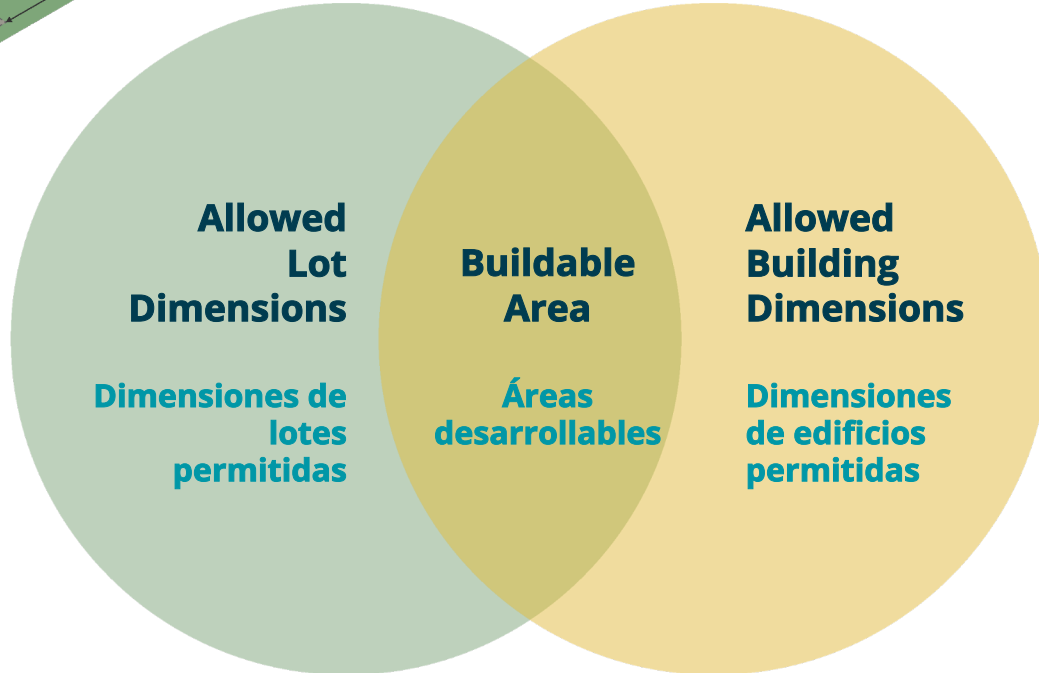 Allowed
Lot
Dimensions
Dimensiones de
lotes
permitidas
Buildable
Area
Áreas
desarrollables
Allowed
Building
Dimensions
Dimensiones
de edificios
permitidas